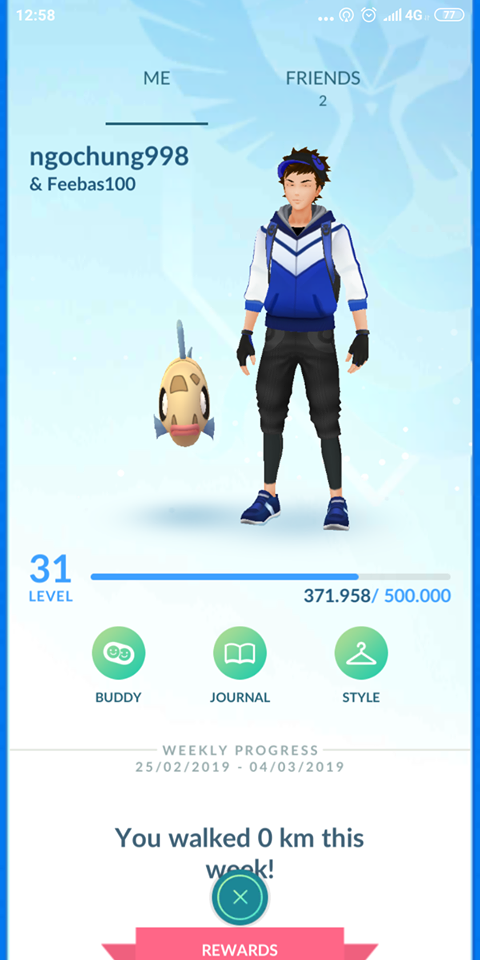 12:58
4G
77
ME
FRIENDS
2
ngochung998
& Feebas100
31
LEVEL
371.958/ 500.000
BUDDY
JOURNAL
STYLE
WEEKLY PROGRESS
25/02/2019 - 04/03/2019
You walked 0 km this
week!
REWARDS